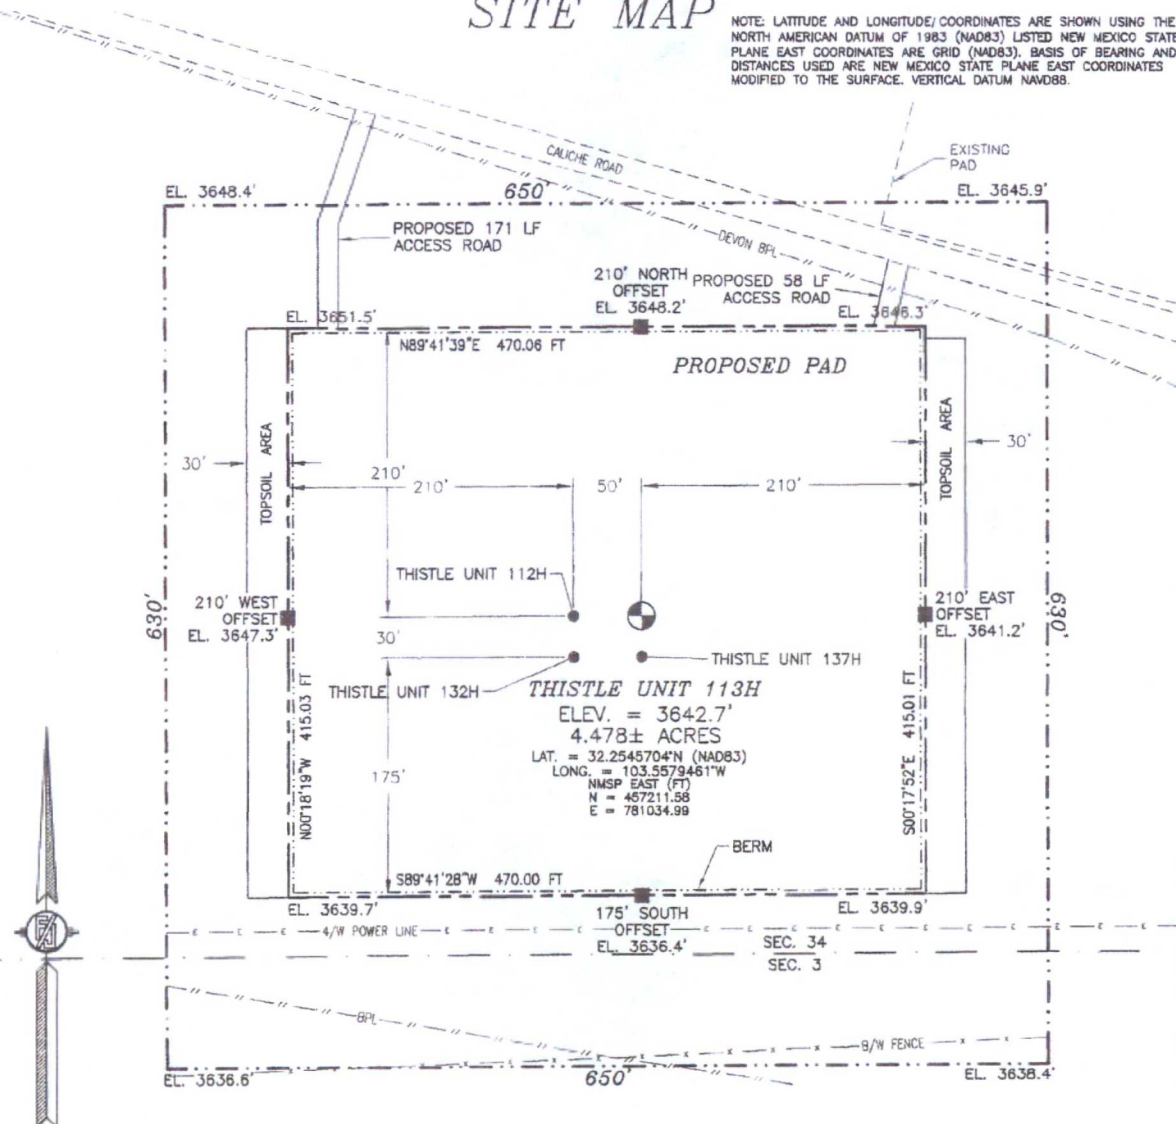 SITE MAP
NOTE: LATITUDE AND LONGITUDE/COORDINATES ARE SHOWN USING THE
NORTH AMERICAN DATUM OF 1983 (NAD83) LISTED NEW MEXICO STATE
PLANE EAST COORDINATES ARE GRID (NAD83). BASIS OF BEARING AND
DISTANCES USED ARE NEW MEXICO STATE PLANE EAST COORDINATES
MODIFIED TO THE SURFACE. VERTICAL DATUM NAVD88.
CALICHE ROAD
EXISTING
PAD
EL. 3648.4'
650'
EL. 3645.9'
PROPOSED 171 LF
ACCESS ROAD
DEVON BPL
210' NORTH
OFFSET
EL. 3648.2'
PROPOSED 58 LF
ACCESS ROAD
EL. 3651.5'
EL. 3646.3'
N89°41'39"E 470.06 FT
PROPOSED PAD
TOPSOIL AREA
TOPSOIL AREA
30'
30'
210'
210'
50'
210'
THISTLE UNIT 112H
630'
210' WEST
OFFSET
EL. 3647.3'
210' EAST
OFFSET
EL. 3641.2'
630'
30'
THISTLE UNIT 137H
THISTLE UNIT 132H
THISTLE UNIT 113H
ELEV. = 3642.7'
4.478± ACRES
LAT. = 32.2545704°N (NAD83)
LONG. = 103.5579461°W
NMSP EAST (FT)
N = 457211.58
E = 781034.99
N00°18'19"W 415.03 FT
175'
S00°17'52"E 415.01 FT
BERM
S89°41'28"W 470.00 FT
EL. 3639.7'
175' SOUTH
OFFSET
EL. 3636.4'
EL. 3639.9'
E E E 4/W POWER LINE E E E E E E E E E E E
SEC. 34
SEC. 3
BPL
B/W FENCE
EL. 3636.6'
650'
EL. 3638.4'